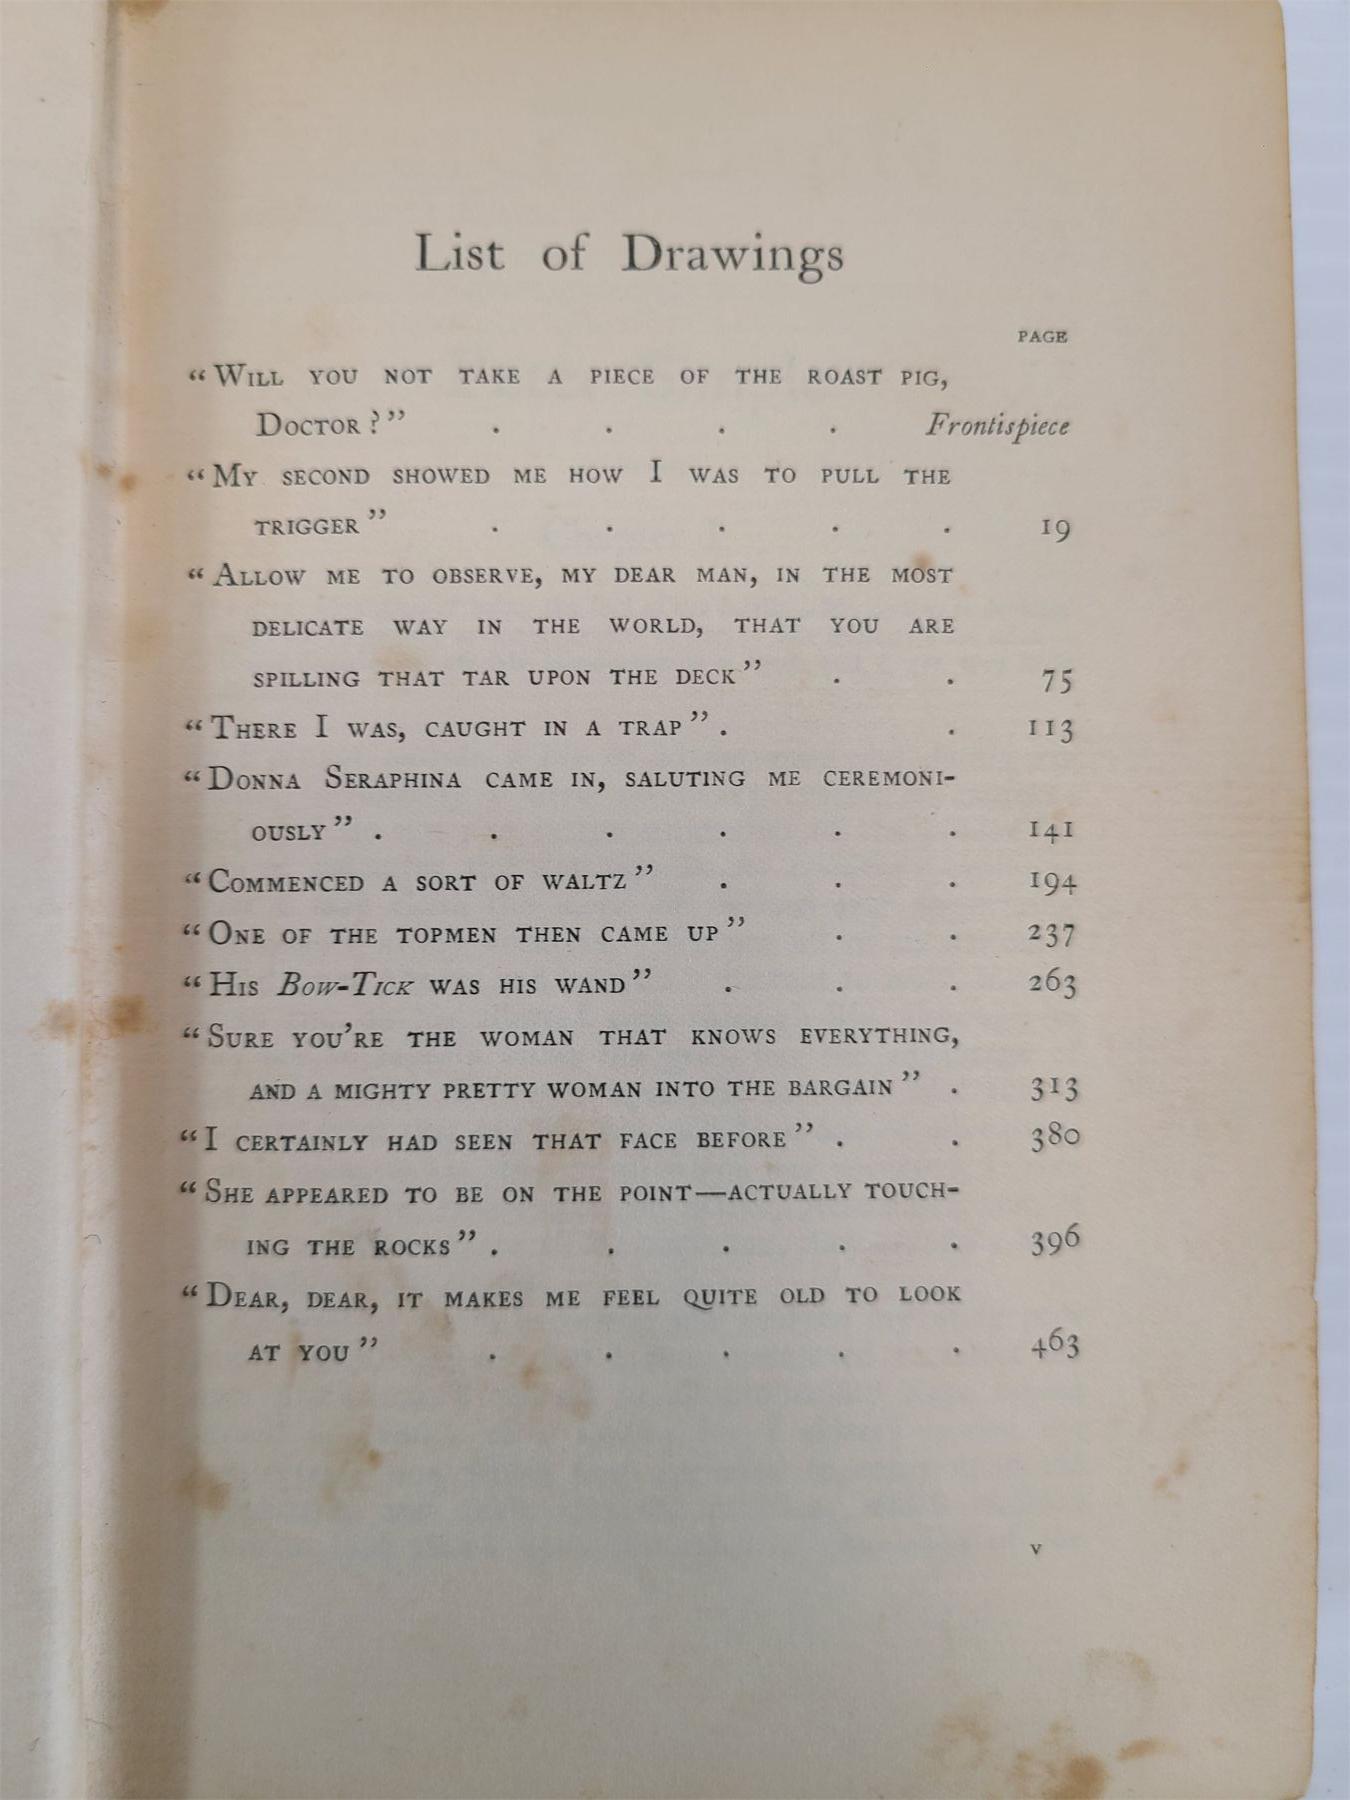 List of Drawings
PAGE
“Will you not take a piece of the roast pig,
Doctor?” . . . . Frontispiece
“My second showed me how I was to pull the
trigger” . . . . . 19
“Allow me to observe, my dear man, in the most
delicate way in the world, that you are
spilling that tar upon the deck” . . 75
“There I was, caught in a trap” . . 113
“Donna Seraphina came in, saluting me ceremoni-
ously” . . . . . . 141
“Commenced a sort of waltz” . . . 194
“One of the topmen then came up” . . 237
“His Bow-Tick was his wand” . . . 263
“Sure you're the woman that knows everything,
and a mighty pretty woman into the bargain” . 313
“I certainly had seen that face before” . . 380
“She appeared to be on the point—actually touch-
ing the rocks” . . . . . 396
“Dear, dear, it makes me feel quite old to look
at you” . . . . . 463
v